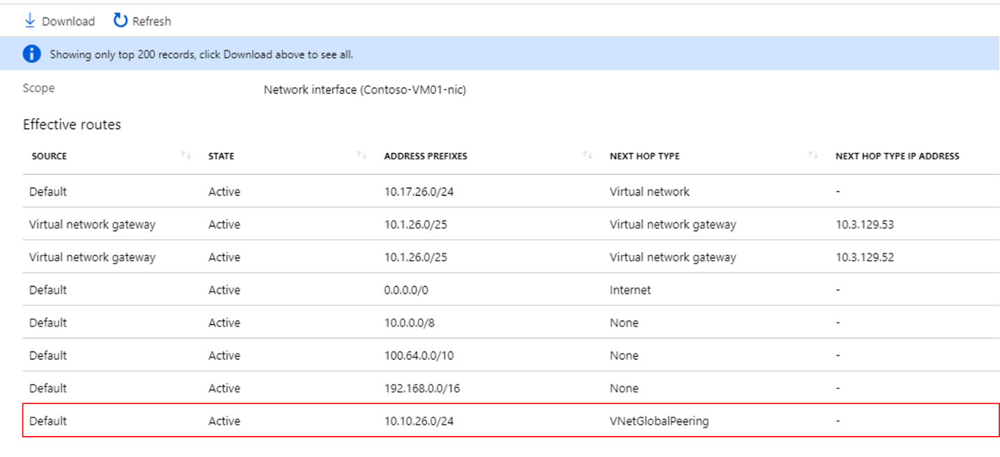 Download Refresh
Showing only top 200 records, click Download above to see all.
Scope Network interface (Contoso-VM01-nic)
Effective routes
SOURCE STATE ADDRESS PREFIXES NEXT HOP TYPE NEXT HOP TYPE IP ADDRESS
Default Active 10.17.26.0/24 Virtual network -
Virtual network gateway Active 10.1.26.0/25 Virtual network gateway 10.3.129.53
Virtual network gateway Active 10.1.26.0/25 Virtual network gateway 10.3.129.52
Default Active 0.0.0.0/0 Internet -
Default Active 10.0.0.0/8 None -
Default Active 100.64.0.0/10 None -
Default Active 192.168.0.0/16 None -
Default Active 10.10.26.0/24 VNetGlobalPeering -